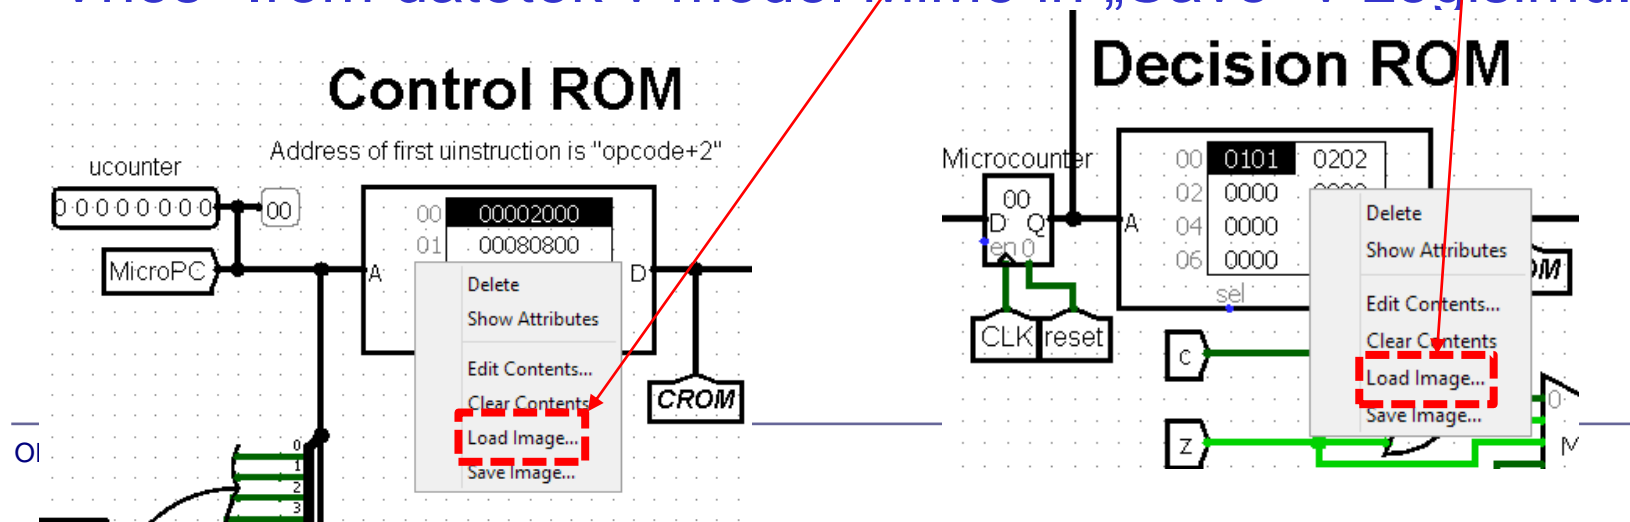 Control ROM
Address of first uinstruction is "opcode+2"
ucounter
0 0 0 0 0 0 0 0
00
MicroPC
A
00 00002000
01 00080800
D
Delete
Show Attributes
Edit Contents...
Clear Contents
Load Image...
Save Image...
CROM
0
1
2
3
Decision ROM
Microcounter
00
D Q
en 0
A
00 0101 0202
02 0000 0000
04 0000
06 0000
sel
CLK
reset
C
Z
Delete
Show Attributes
Edit Contents...
Clear Contents
Load Image...
Save Image...
0